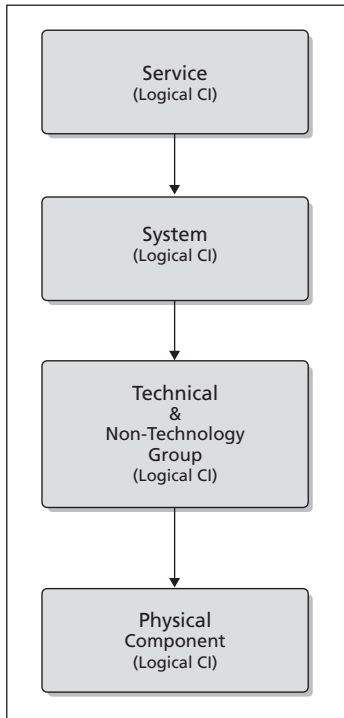 Service
(Logical CI)
System
(Logical CI)
Technical
&
Non-Technology
Group
(Logical CI)
Physical
Component
(Logical CI)